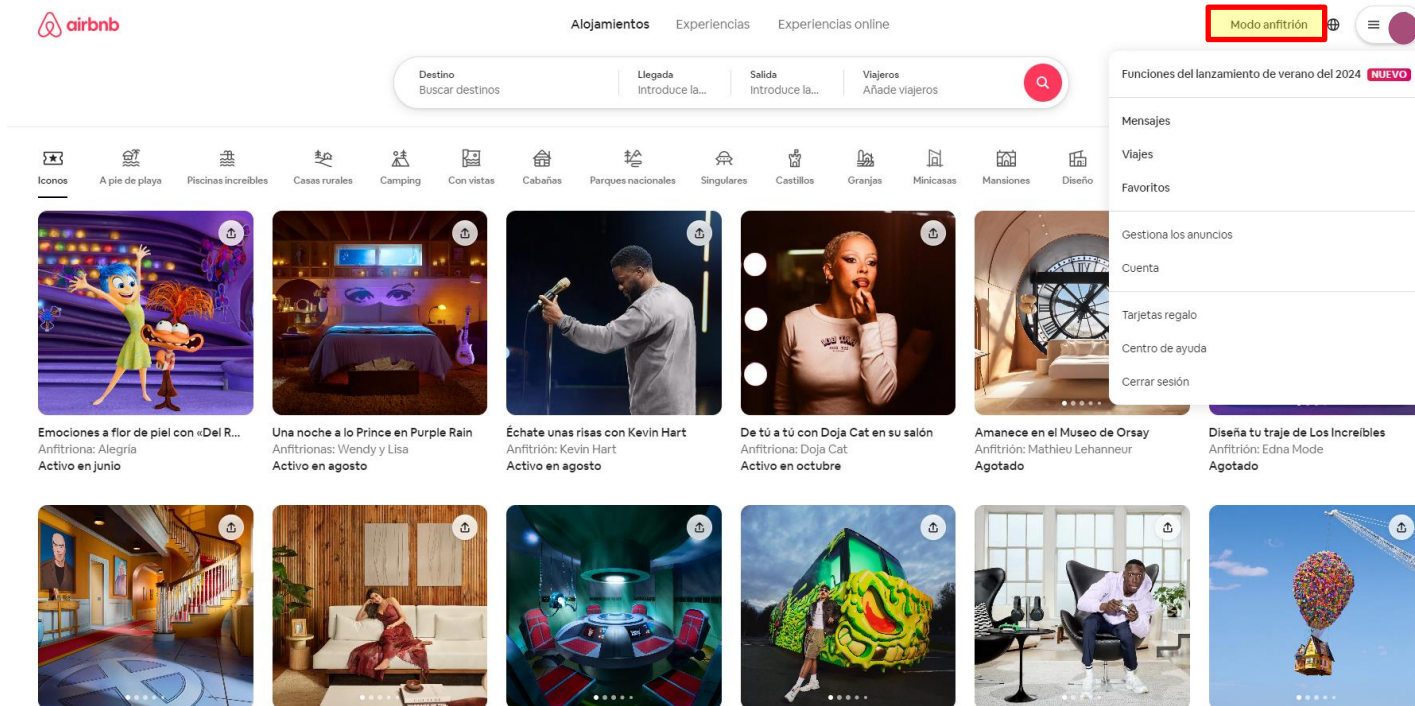 airbnb
Alojamientos Experiencias Experiencias online
Modo anfitrión
Destino
Buscar destinos
Llegada
Introduce la...
Salida
Introduce la...
Viajeros
Añade viajeros
Funciones del lanzamiento de verano del 2024 NUEVO
Mensajes
Viajes
Favoritos
Gestiona los anuncios
Cuenta
Tarjetas regalo
Centro de ayuda
Cerrar sesión
Iconos
A pie de playa
Piscinas increíbles
Casas rurales
Camping
Con vistas
Cabañas
Parques nacionales
Singulares
Castillos
Granjas
Minicasas
Mansiones
Diseño
Emociones a flor de piel con «Del R...
Anfitriona: Alegría
Activo en junio
Una noche a lo Prince en Purple Rain
Anfitrionas: Wendy y Lisa
Activo en agosto
Échate unas risas con Kevin Hart
Anfitrión: Kevin Hart
Activo en agosto
De tú a tú con Doja Cat en su salón
Anfitriona: Doja Cat
Activo en octubre
Amanece en el Museo de Orsay
Anfitrión: Mathieu Lehanneur
Agotado
Diseña tu traje de Los Increíbles
Anfitrión: Edna Mode
Agotado